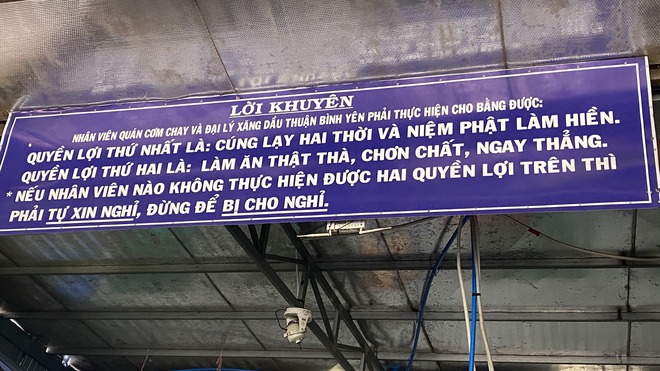 LỜI KHUYÊN
NHÂN VIÊN QUÁN CƠM CHAY VÀ ĐẠI LÝ XĂNG DẦU THUẬN BÌNH YÊN PHẢI THỰC HIỆN CHO BẰNG ĐƯỢC:
QUYỀN LỢI THỨ NHẤT LÀ: CÚNG LẠY HAI THỜI VÀ NIỆM PHẬT LÀM HIỀN.
QUYỀN LỢI THỨ HAI LÀ: LÀM ĂN THẬT THÀ, CHƠN CHẤT, NGAY THẲNG.
* NẾU NHÂN VIÊN NÀO KHÔNG THỰC HIỆN ĐƯỢC HAI QUYỀN LỢI TRÊN THÌ
PHẢI TỰ XIN NGHỈ, ĐỪNG ĐỂ BỊ CHO NGHỈ.